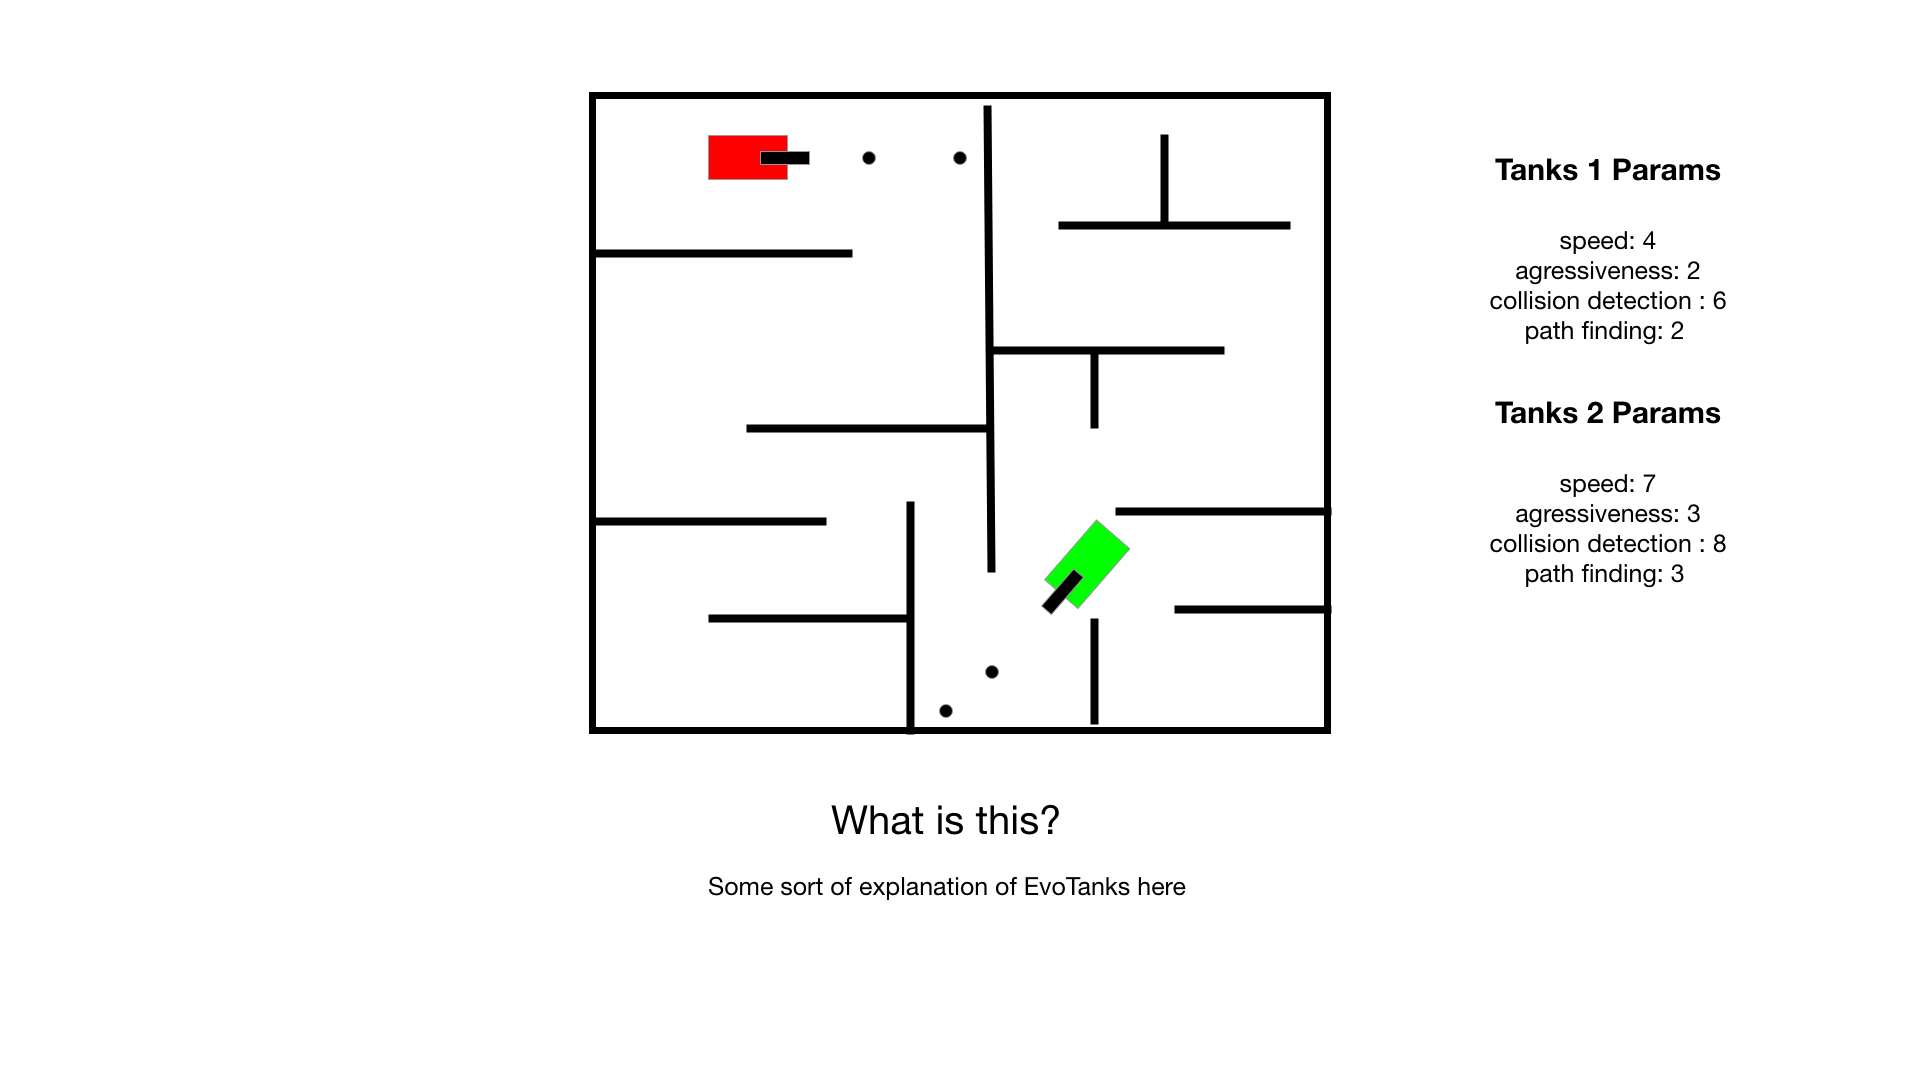 Tanks 1 Params
speed: 4
agressiveness: 2
collision detection : 6
path finding: 2
Tanks 2 Params
speed: 7
agressiveness: 3
collision detection : 8
path finding: 3
What is this?
Some sort of explanation of EvoTanks here